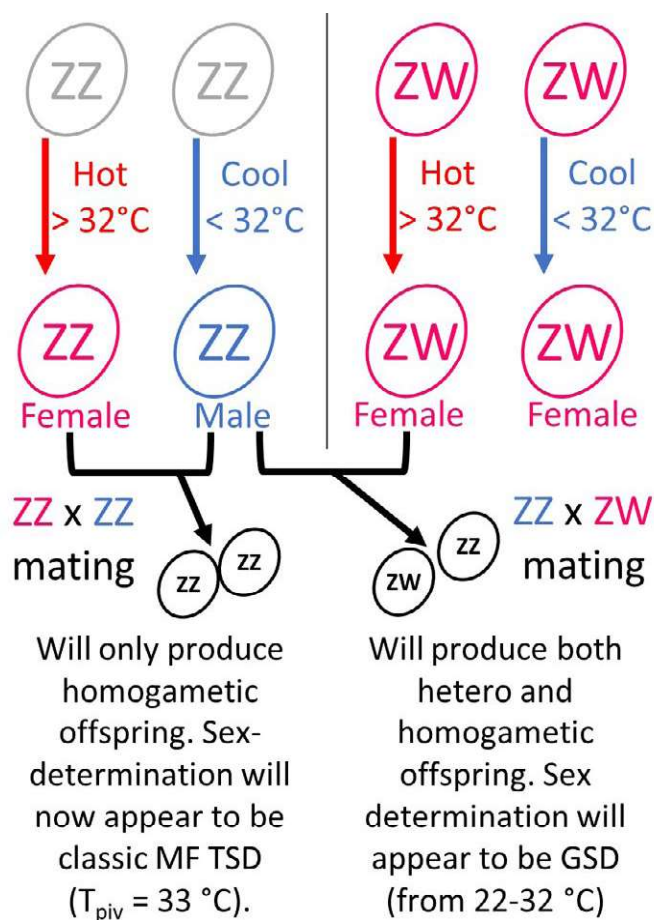 ZZ ZZ ZW ZW
Hot Cool Hot Cool
> 32°C < 32°C > 32°C < 32°C
ZZ ZZ ZW ZW
Female Male Female Female
ZZ x ZZ
mating
ZZ ZZ
ZW ZZ
ZZ x ZW
mating
Will only produce
homogametic
offspring. Sex-
determination will
now appear to be
classic MF TSD
(Tpiv = 33 °C).
Will produce both
hetero and
homogametic
offspring. Sex
determination will
appear to be GSD
(from 22-32 °C)